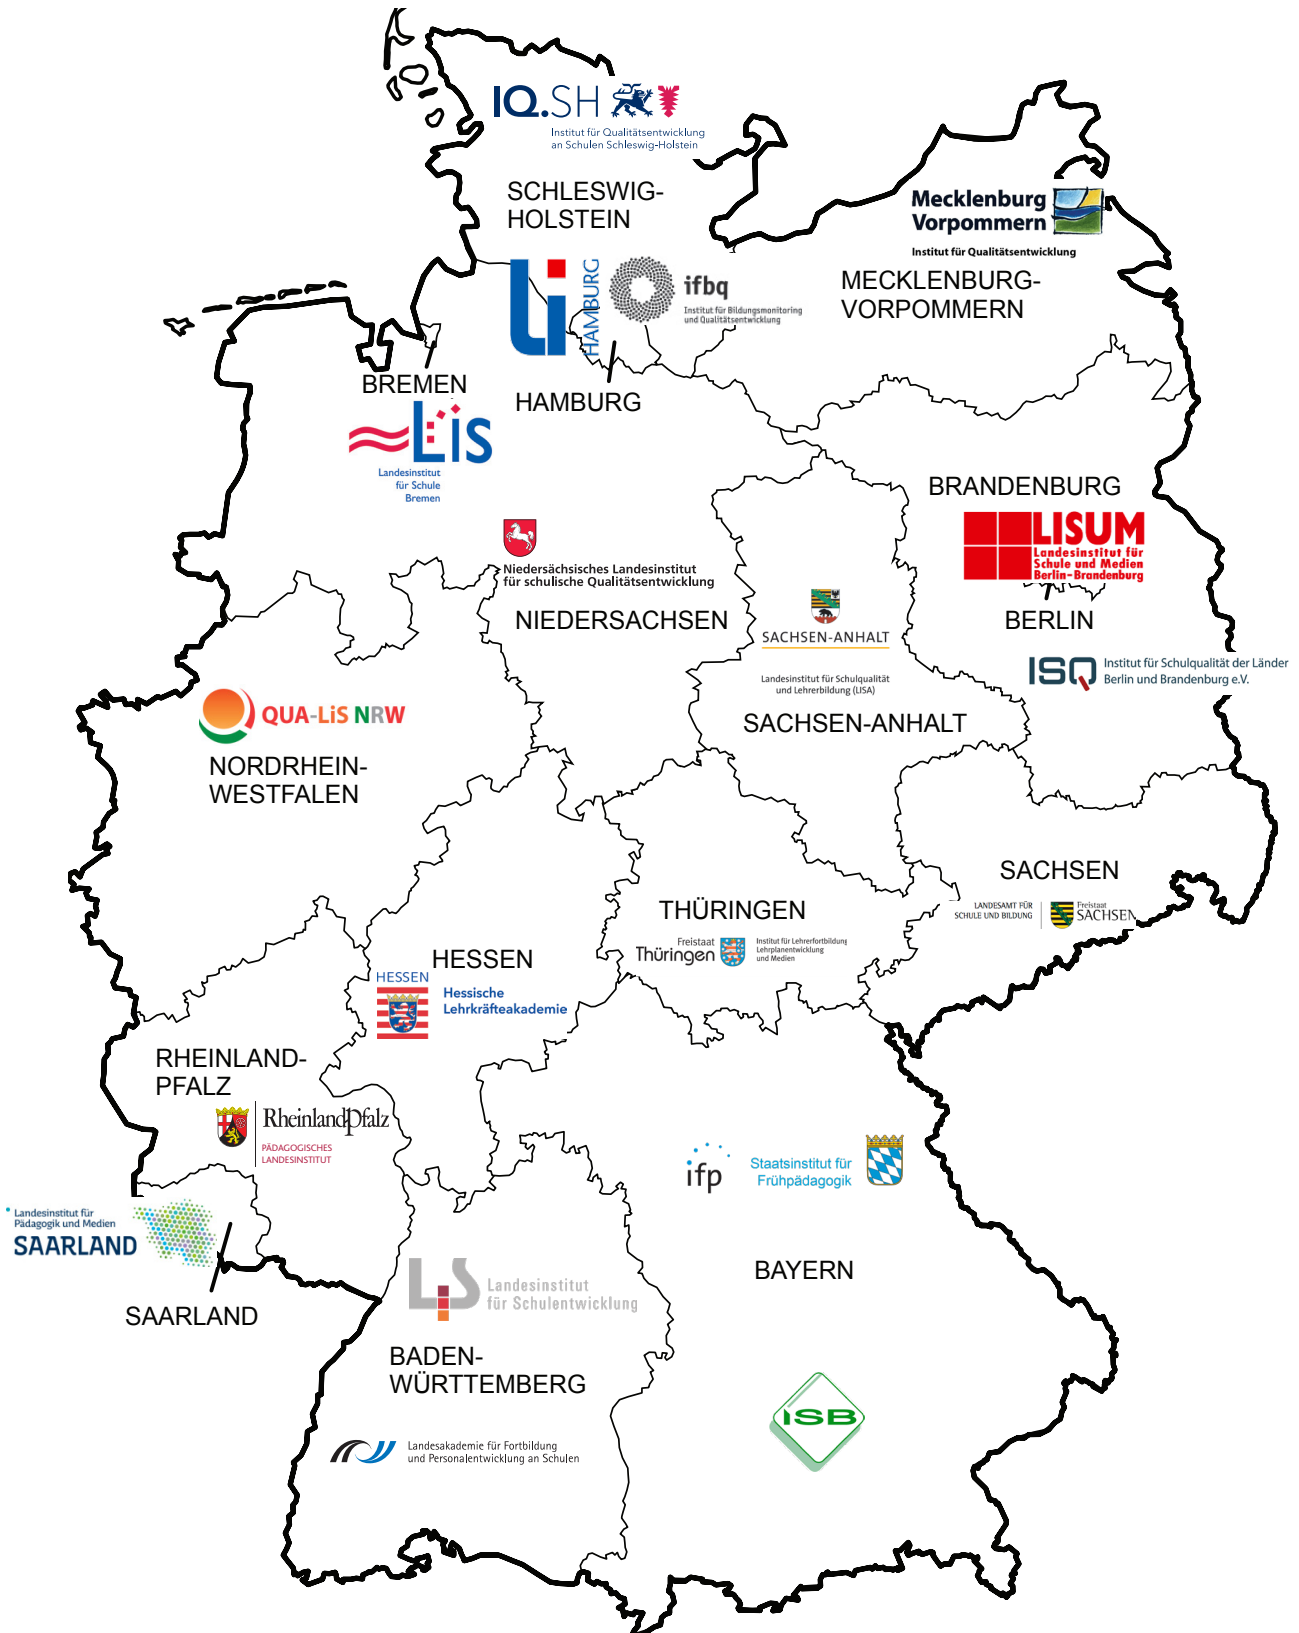 IQ.SH
Institut für Qualitätsentwicklung
an Schulen Schleswig-Holstein
SCHLESWIG-
HOLSTEIN
Mecklenburg
Vorpommern
Institut für Qualitätsentwicklung
MECKLENBURG-
VORPOMMERN
Li
HAMBURG
ifbq
Institut für Bildungsmonitoring
und Qualitätsentwicklung
HAMBURG
BREMEN
LiS
Landesinstitut
für Schule
Bremen
BRANDENBURG
LISUM
Landesinstitut für
Schule und Medien
Berlin-Brandenburg
BERLIN
ISQ
Institut für Schulqualität der Länder
Berlin und Brandenburg e.V.
Niedersächsisches Landesinstitut
für schulische Qualitätsentwicklung
NIEDERSACHSEN
SACHSEN-ANHALT
Landesinstitut für Schulqualität
und Lehrerbildung (LISA)
SACHSEN-ANHALT
QUA-LiS NRW
NORDRHEIN-
WESTFALEN
SACHSEN
LANDESAMT FÜR
SCHULE UND BILDUNG
Freistaat
SACHSEN
THÜRINGEN
Freistaat
Thüringen
Institut für Lehrerfortbildung
Lehrplanentwicklung
und Medien
HESSEN
HESSEN
Hessische
Lehrkräfteakademie
RHEINLAND-
PFALZ
RheinlandPfalz
PÄDAGOGISCHES
LANDESINSTITUT
ifp
Staatsinstitut für
Frühpädagogik
Landesinstitut für
Pädagogik und Medien
SAARLAND
SAARLAND
BAYERN
LiS
Landesinstitut
für Schulentwicklung
BADEN-
WÜRTTEMBERG
ISB
Landesakademie für Fortbildung
und Personalentwicklung an Schulen